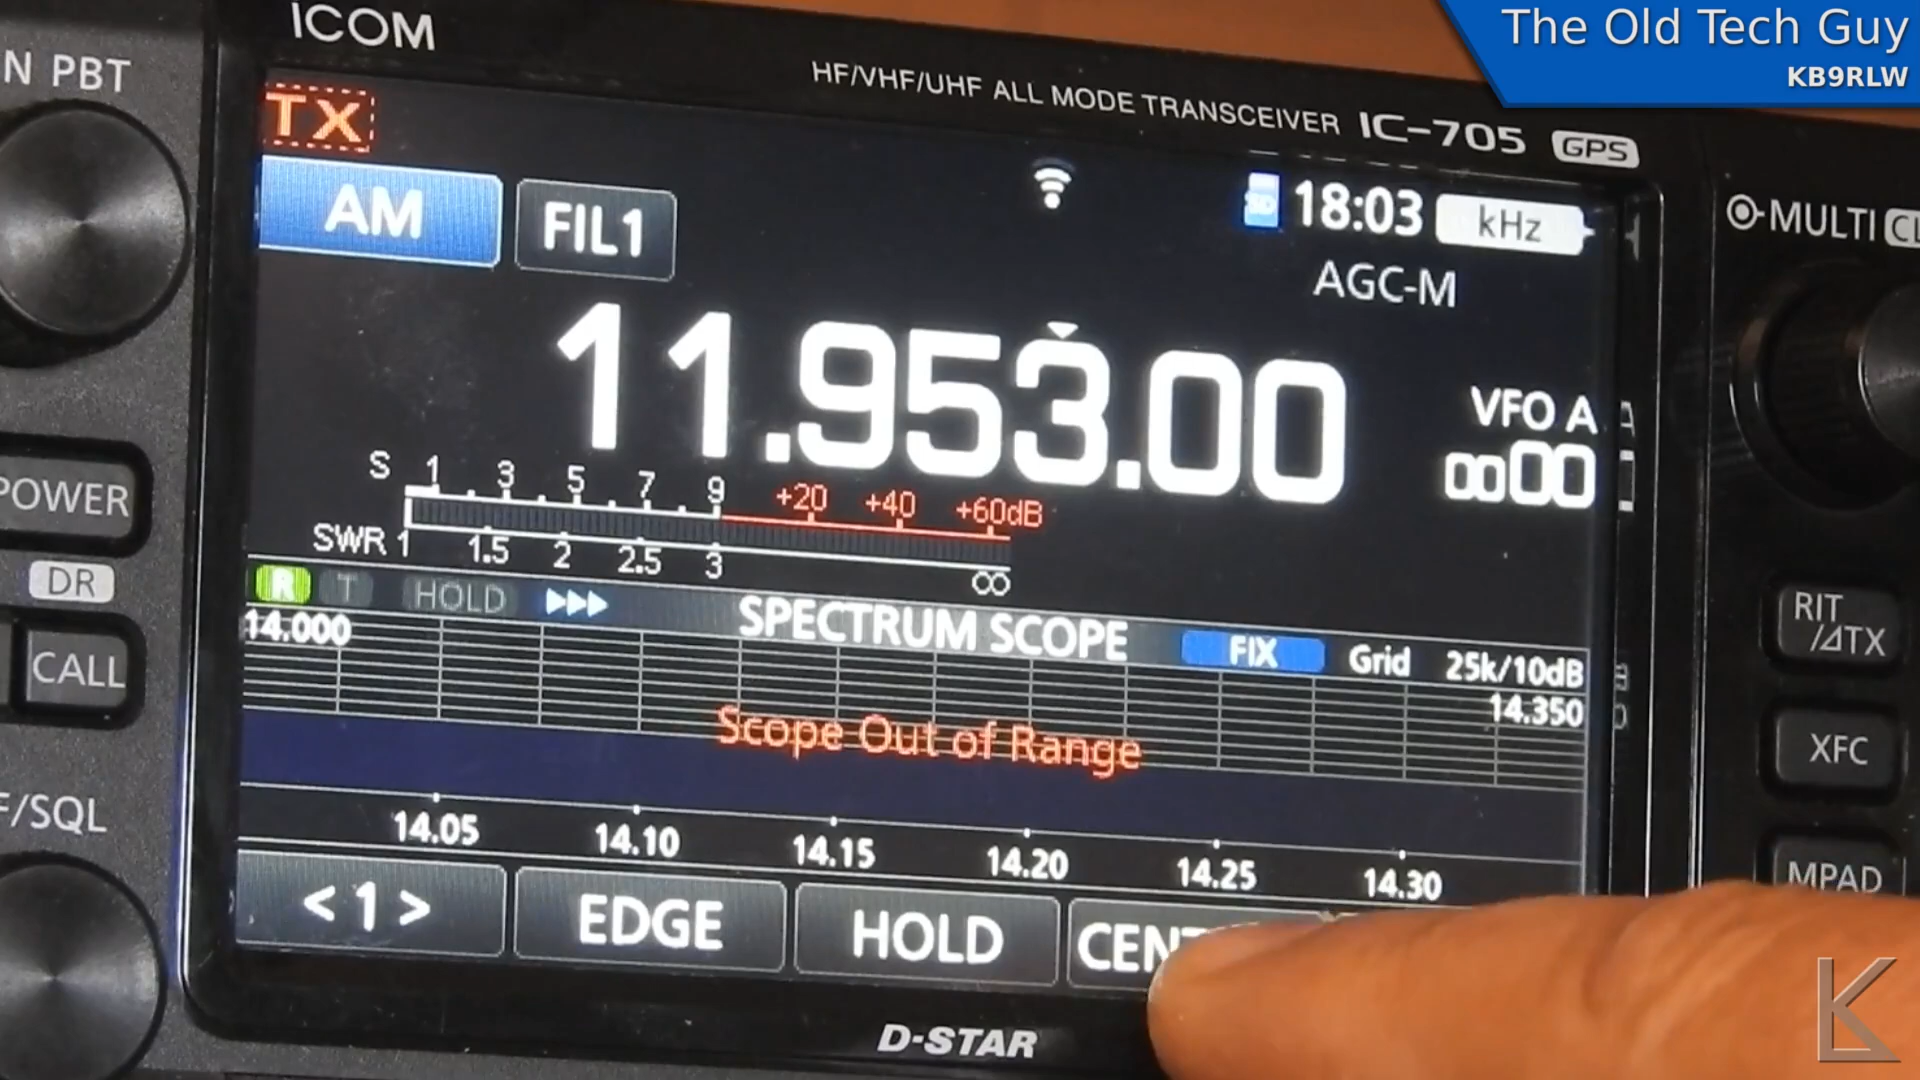 The Old Tech Guy
KB9RLW
ICOM
N PBT
HF/VHF/UHF ALL MODE TRANSCEIVER IC-705 GPS
TX
AM FIL1
SD 18:03 kHz
AGC-M
MULTI CL
11.953.00
VFO A
0000
S 1 3 5 7 9 +20 +40 +60dB
SWR 1 1.5 2 2.5 3 ∞
POWER
DR
CALL
R T HOLD SPECTRUM SCOPE FIX Grid 25k/10dB
14.000 14.350
Scope Out of Range
14.05 14.10 14.15 14.20 14.25 14.30
RIT
/ΔTX
XFC
MPAD
F/SQL
<1> EDGE HOLD CENT
D-STAR
K